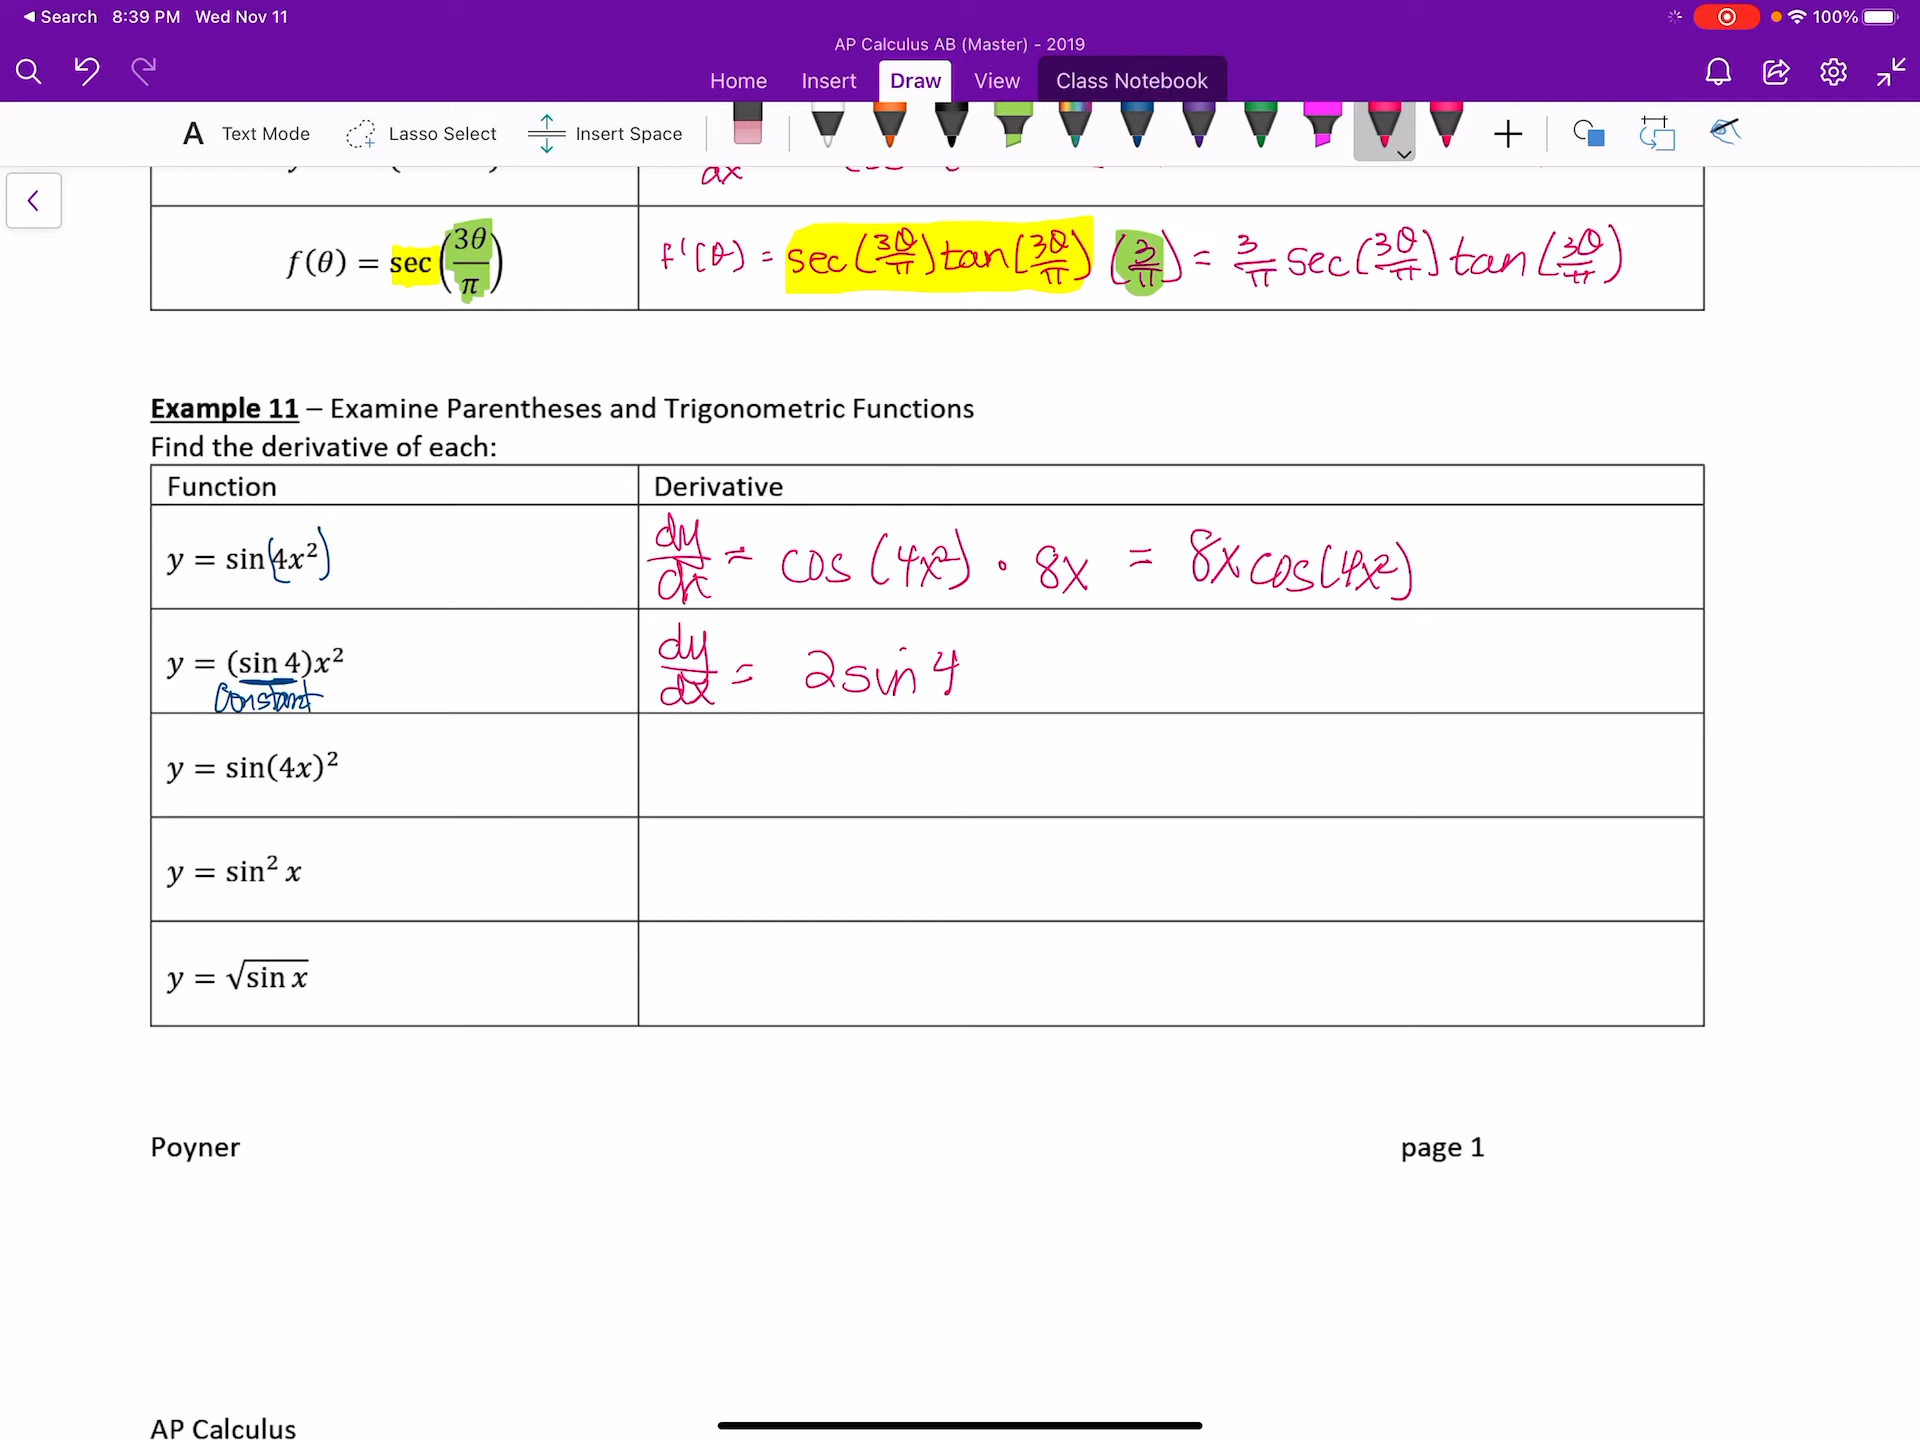 Search 8:39 PM Wed Nov 11 100%
AP Calculus AB (Master) - 2019
Home Insert Draw View Class Notebook
A Text Mode Lasso Select Insert Space
dx
f(θ) = sec(3θ/π) f'(θ) = sec(3θ/π) tan(3θ/π) (3/π) = 3/π sec(3θ/π) tan(3θ/π)
Example 11 – Examine Parentheses and Trigonometric Functions
Find the derivative of each:
Function Derivative
y = sin(4x²) dy/dx = cos(4x²) · 8x = 8x cos(4x²)
y = (sin 4)x² dy/dx = 2 sin 4
Constant
y = sin(4x)²
y = sin² x
y = √sin x
Poyner page 1
AP Calculus